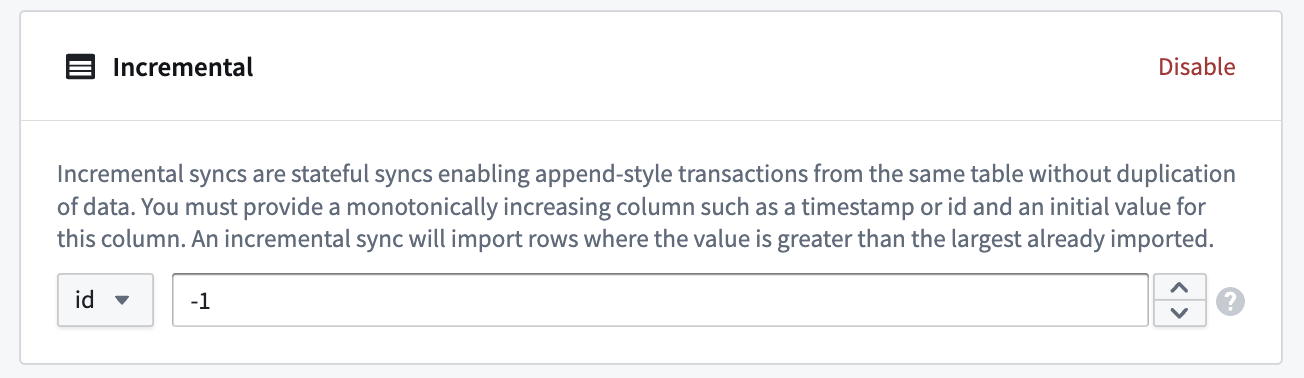 Incremental
Disable
Incremental syncs are stateful syncs enabling append-style transactions from the same table without duplication
of data. You must provide a monotonically increasing column such as a timestamp or id and an initial value for
this column. An incremental sync will import rows where the value is greater than the largest already imported.
id
-1
?